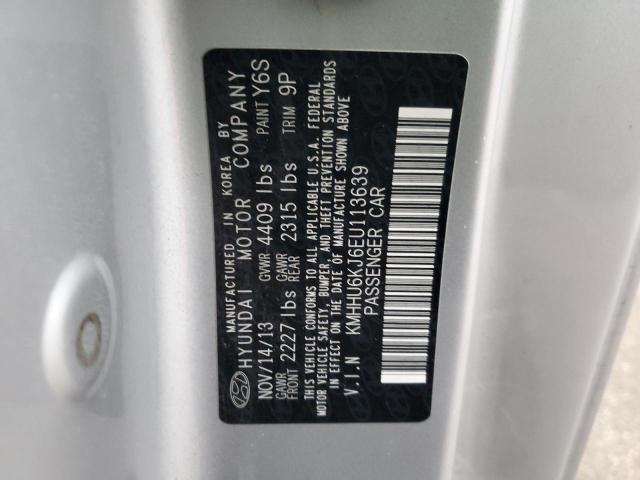 MANUFACTURED IN KOREA BY
HYUNDAI MOTOR COMPANY
NOV/14/13 GVWR 4409 lbs PAINT Y6S
GAWR FRONT 2227 lbs GAWR REAR 2315 lbs TRIM 9P
THIS VEHICLE CONFORMS TO ALL APPLICABLE U.S.A. FEDERAL
MOTOR VEHICLE SAFETY, BUMPER, AND THEFT PREVENTION STANDARDS
IN EFFECT ON THE DATE OF MANUFACTURE SHOWN ABOVE
V.I.N KMHHU6KJ6EU113639
PASSENGER CAR